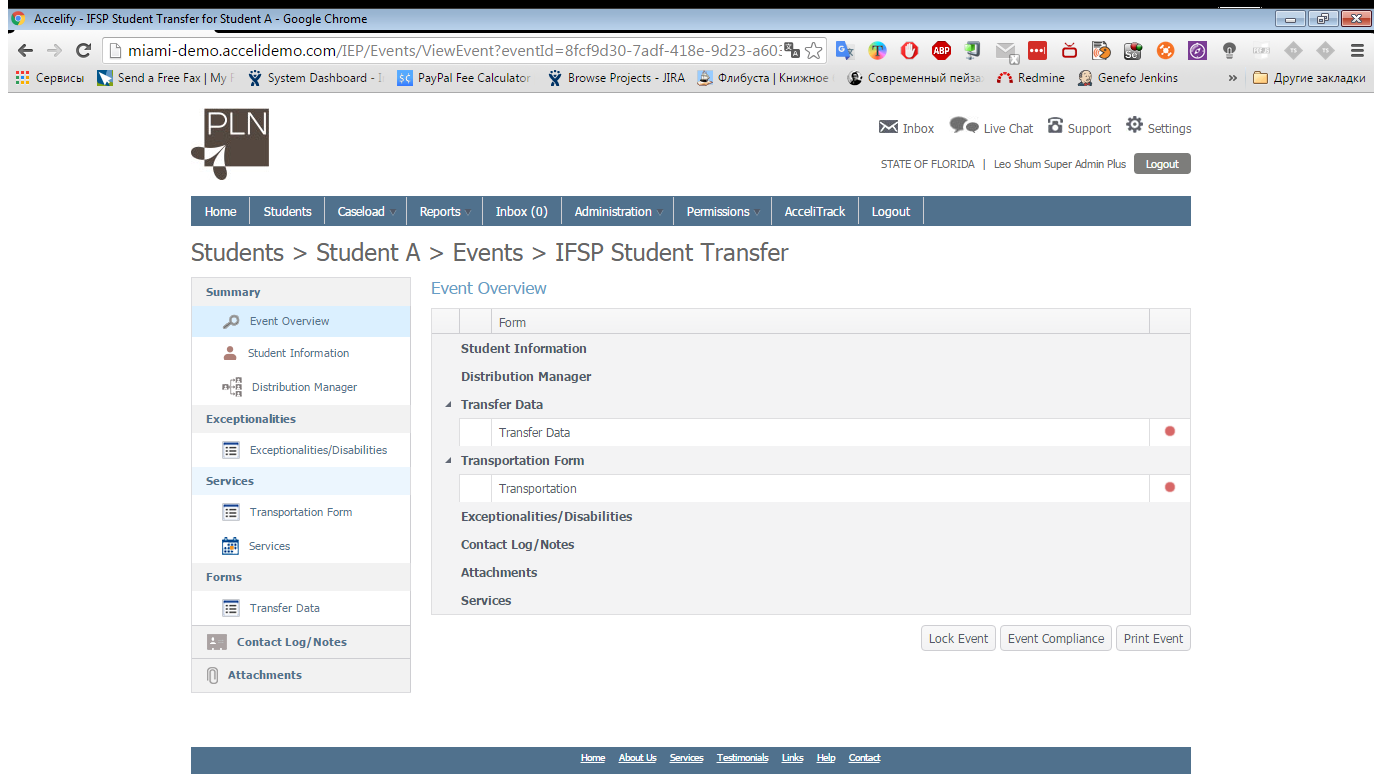 Accelify - IFSP Student Transfer for Student A - Google Chrome
miami-demo.accelidemo.com/IEP/Events/ViewEvent?eventId=8fcf9d30-7adf-418e-9d23-a603
ABP
Сервисы Send a Free Fax | My System Dashboard - PayPal Fee Calculator Browse Projects - JIRA Флибуста | Книжное Современный пейза Redmine Genefo Jenkins » Другие закладки
PLN
Inbox Live Chat Support Settings
STATE OF FLORIDA | Leo Shum Super Admin Plus Logout
Home Students Caseload Reports Inbox (0) Administration Permissions AcceliTrack Logout
Students > Student A > Events > IFSP Student Transfer
Summary
Event Overview
Student Information
Distribution Manager
Exceptionalities
Exceptionalities/Disabilities
Services
Transportation Form
Services
Forms
Transfer Data
Contact Log/Notes
Attachments
Event Overview
Form
Student Information
Distribution Manager
Transfer Data
Transfer Data
Transportation Form
Transportation
Exceptionalities/Disabilities
Contact Log/Notes
Attachments
Services
Lock Event Event Compliance Print Event
Home About Us Services Testimonials Links Help Contact